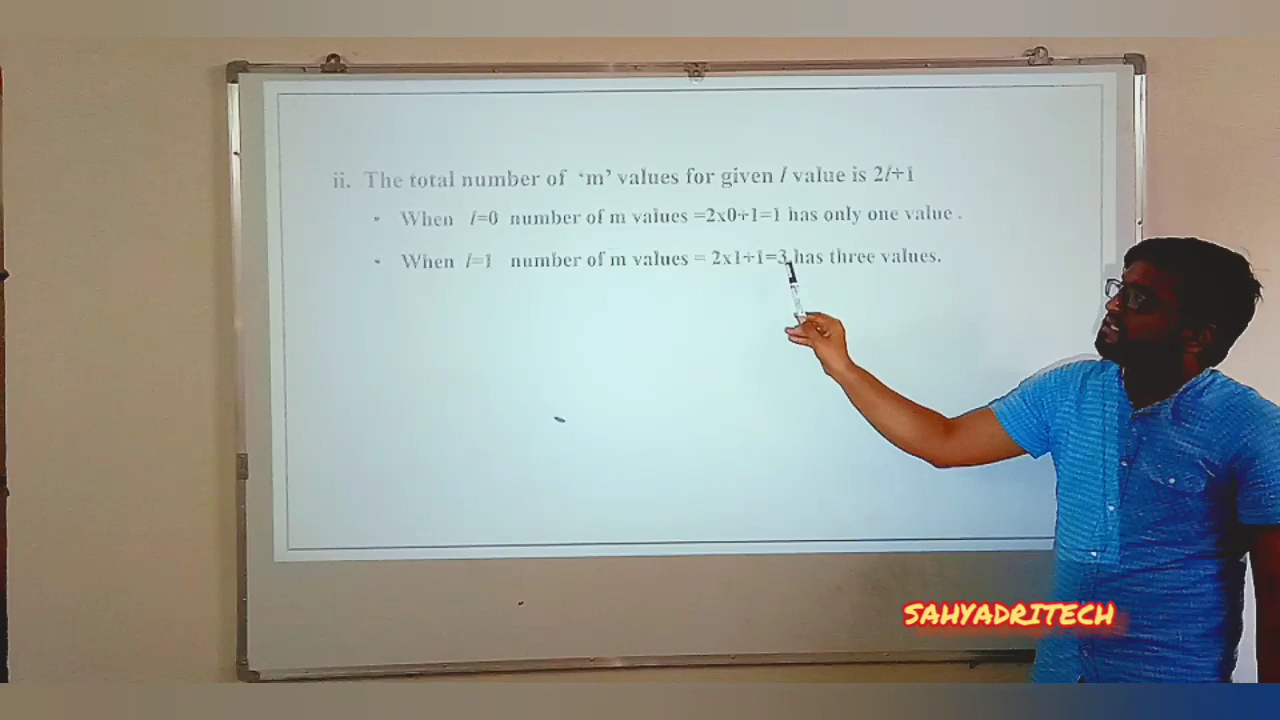 ii. The total number of ‘m’ values for given l value is 2l+1
• When l=0 number of m values =2x0+1=1 has only one value .
• When l=1 number of m values = 2x1+1=3 has three values.
SAHYADRITECH